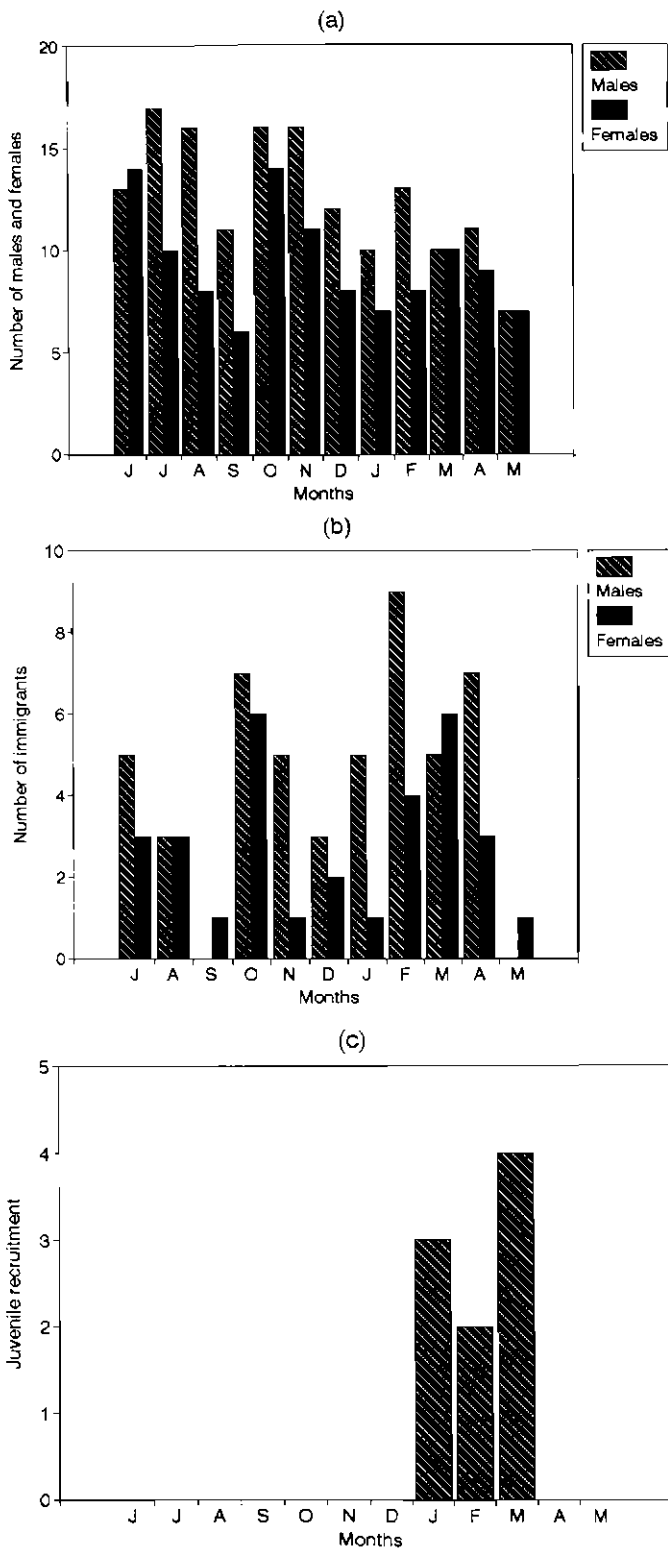 (a)
20
15
10
5
0
Number of males and females
Males
Females
J J A S O N D J F M A M
Months
(b)
10
8
6
4
2
0
Number of immigrants
Males
Females
J A S O N D J F M A M
Months
(c)
5
4
3
2
1
0
Juvenile recruitment
J J A S O N D J F M A M
Months